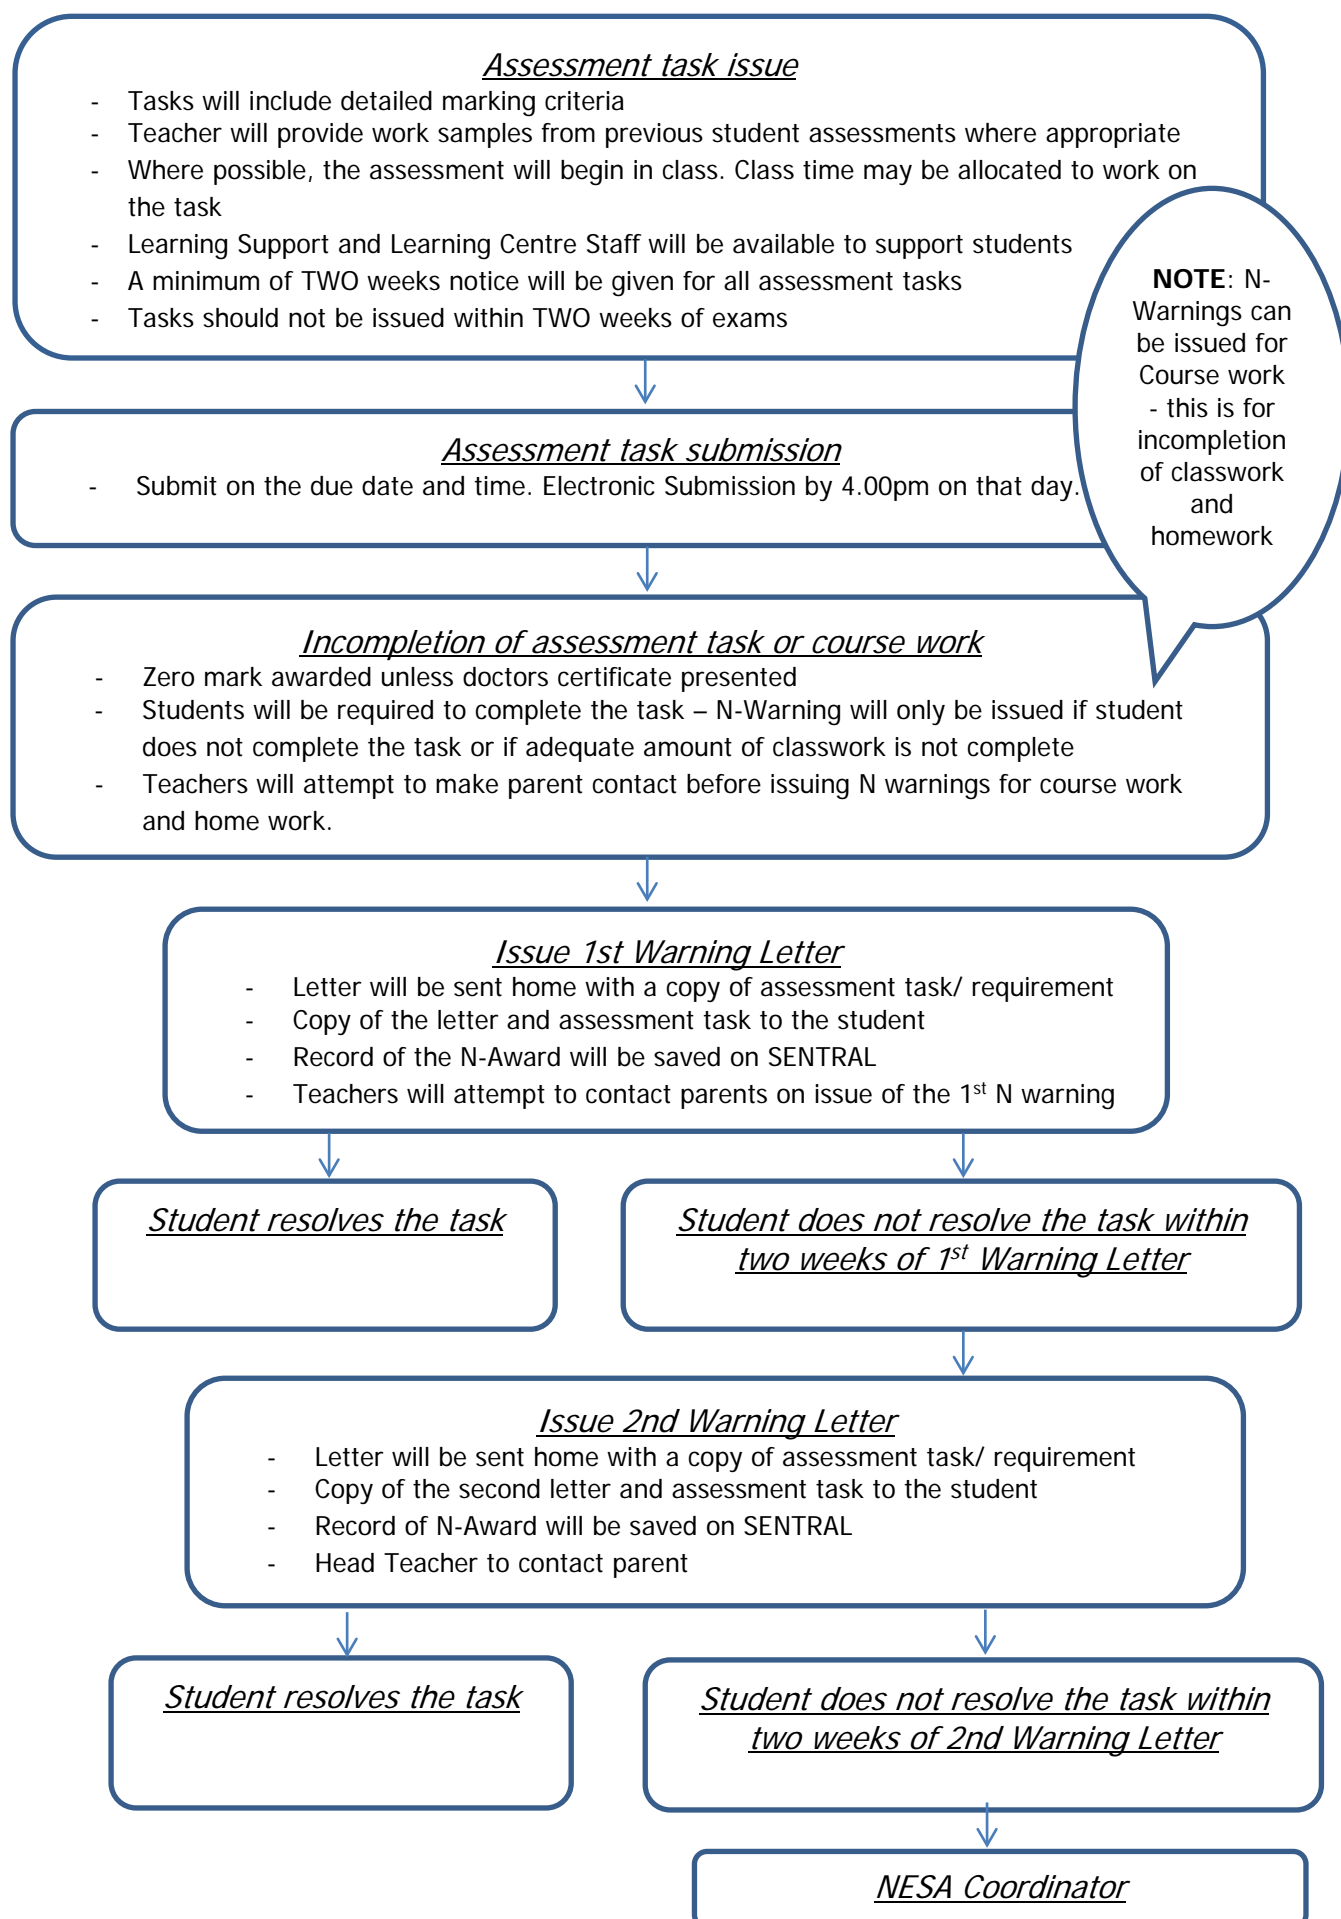 Assessment task issue
- Tasks will include detailed marking criteria
- Teacher will provide work samples from previous student assessments where appropriate
- Where possible, the assessment will begin in class. Class time may be allocated to work on
the task
- Learning Support and Learning Centre Staff will be available to support students
- A minimum of TWO weeks notice will be given for all assessment tasks
- Tasks should not be issued within TWO weeks of exams
NOTE: N-
Warnings can
be issued for
Course work
- this is for
incompletion
of classwork
and
homework
Assessment task submission
- Submit on the due date and time. Electronic Submission by 4.00pm on that day.
Incompletion of assessment task or course work
- Zero mark awarded unless doctors certificate presented
- Students will be required to complete the task – N-Warning will only be issued if student
does not complete the task or if adequate amount of classwork is not complete
- Teachers will attempt to make parent contact before issuing N warnings for course work
and home work.
Issue 1st Warning Letter
- Letter will be sent home with a copy of assessment task/ requirement
- Copy of the letter and assessment task to the student
- Record of the N-Award will be saved on SENTRAL
- Teachers will attempt to contact parents on issue of the 1st N warning
Student resolves the task
Student does not resolve the task within
two weeks of 1st Warning Letter
Issue 2nd Warning Letter
- Letter will be sent home with a copy of assessment task/ requirement
- Copy of the second letter and assessment task to the student
- Record of N-Award will be saved on SENTRAL
- Head Teacher to contact parent
Student resolves the task
Student does not resolve the task within
two weeks of 2nd Warning Letter
NESA Coordinator